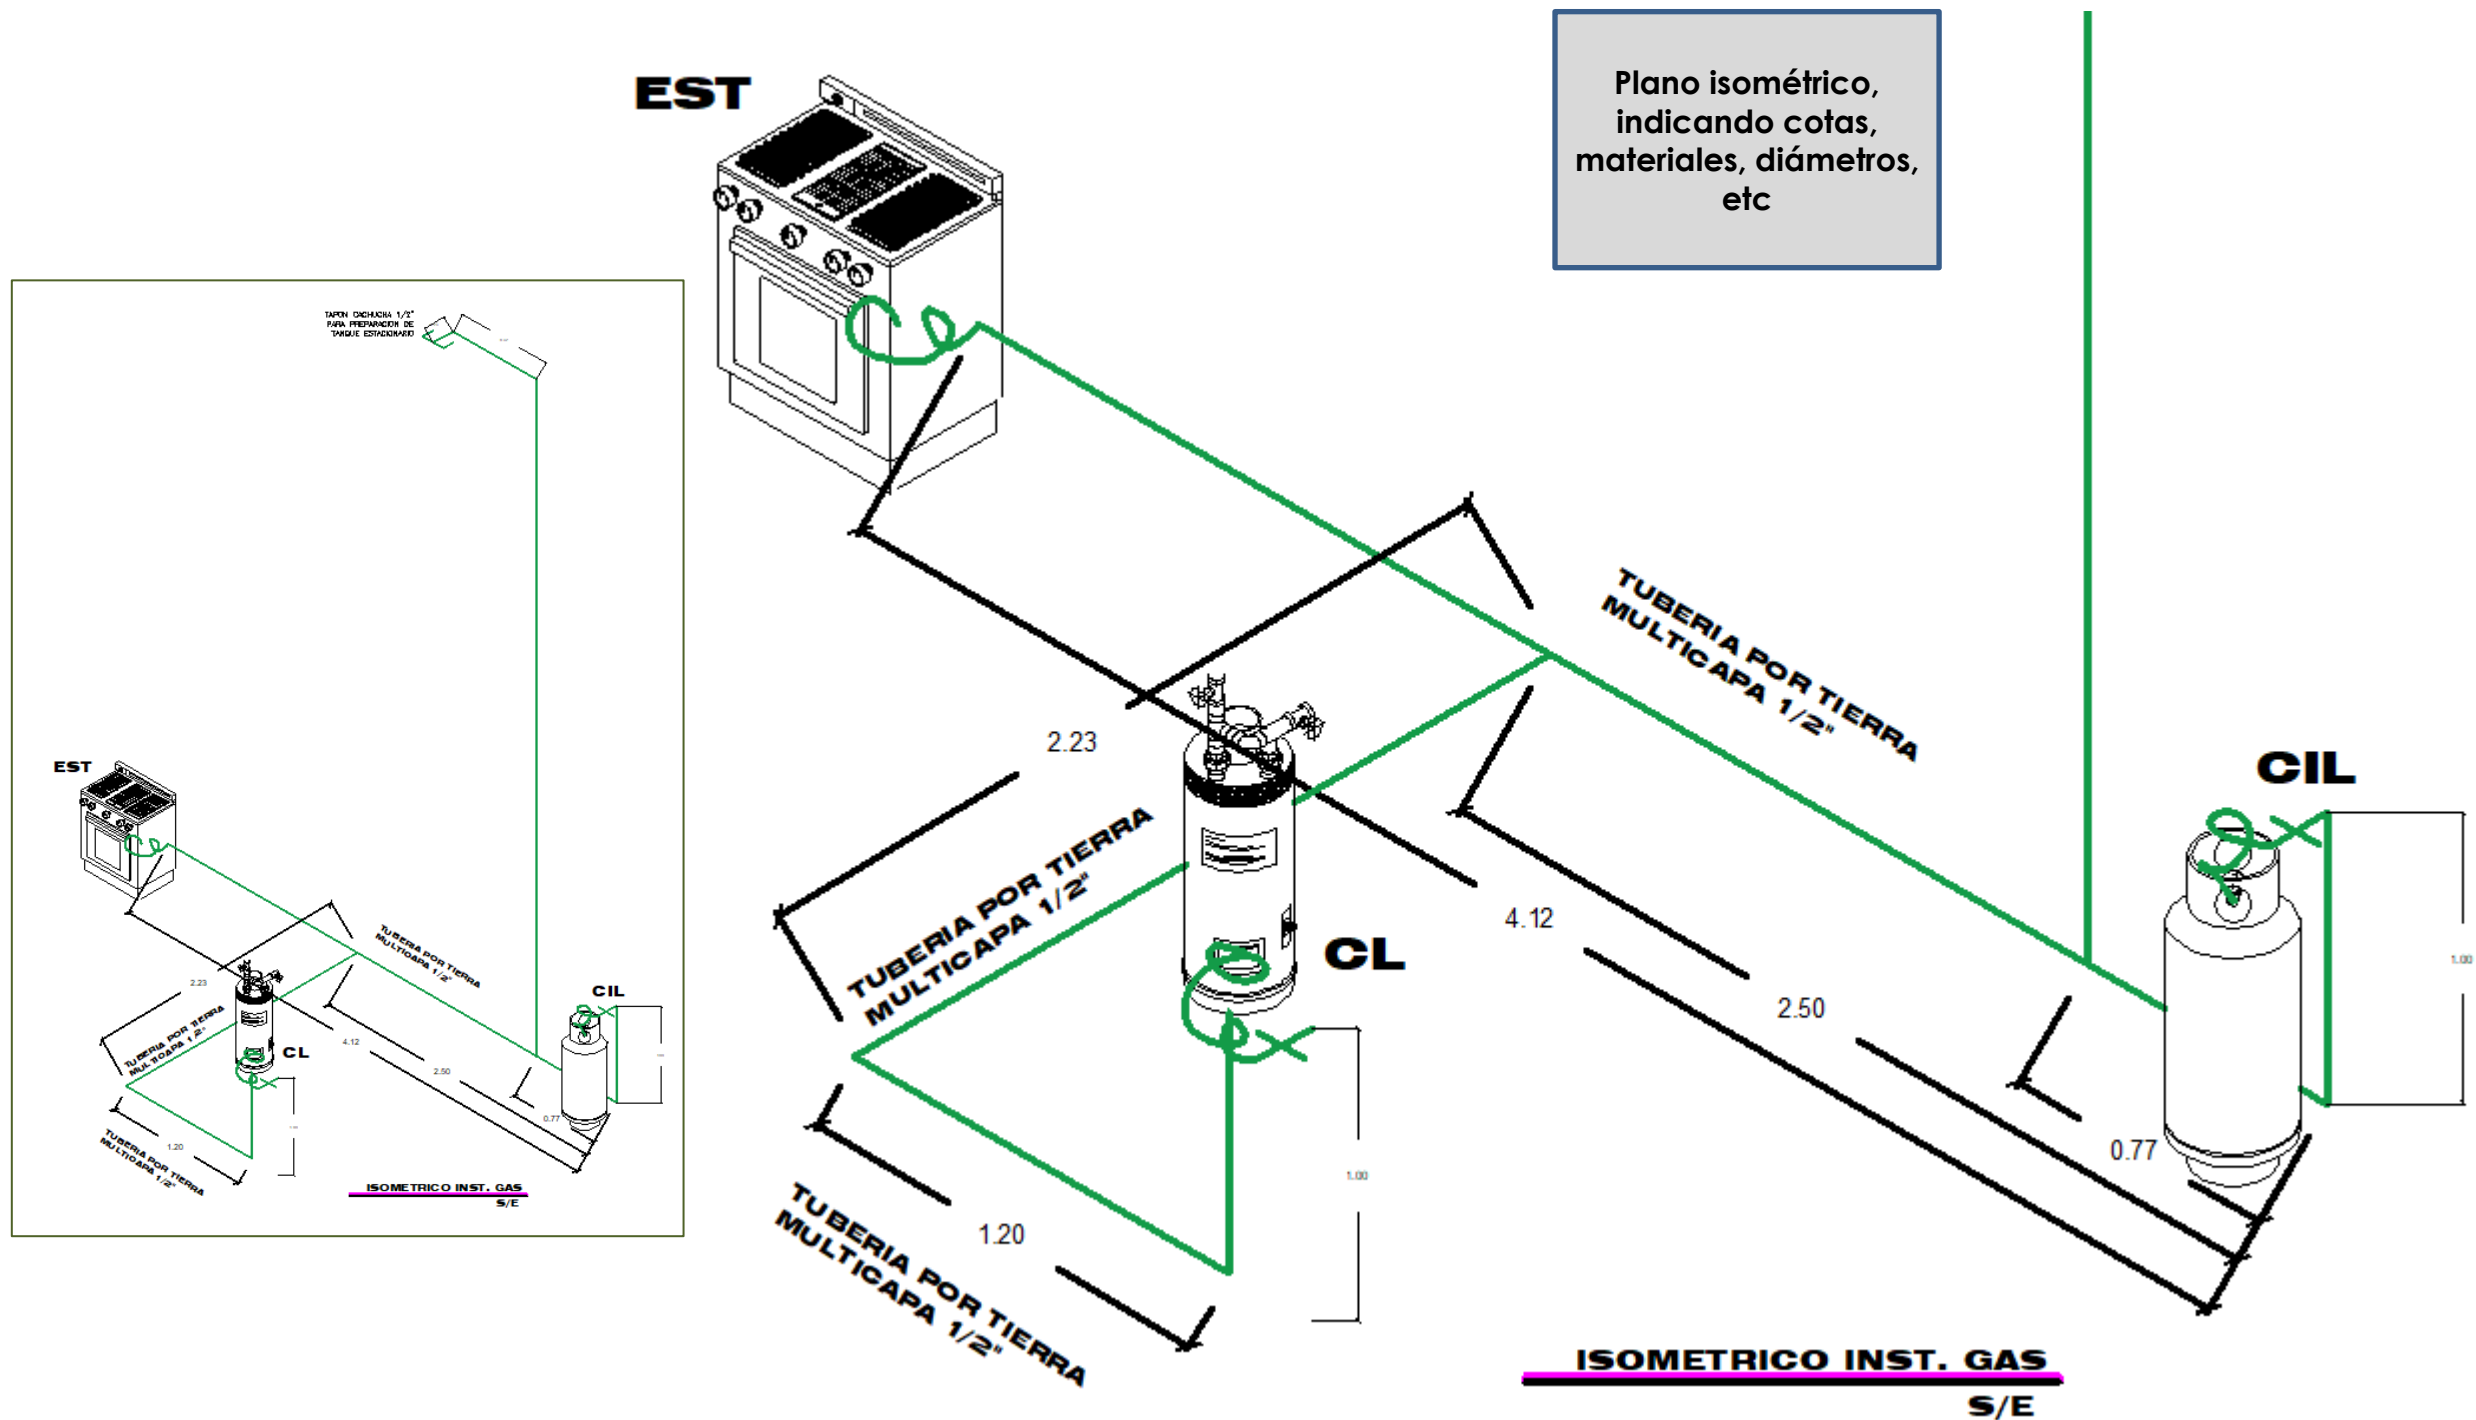 EST
Plano isométrico,
indicando cotas,
materiales, diámetros,
etc
TAPON CACHUCHA 1/2"
PARA PREPARACION DE
TANQUE ESTACIONARIO
TUBERIA POR TIERRA
MULTICAPA 1/2"
2.23
CIL
TUBERIA POR TIERRA
MULTICAPA 1/2"
4.12
CL
1.00
2.50
0.77
1.00
1.20
TUBERIA POR TIERRA
MULTICAPA 1/2"
ISOMETRICO INST. GAS
S/E
EST
TUBERIA POR TIERRA
MULTICAPA 1/2"
2.23
CIL
TUBERIA POR TIERRA
MULTICAPA 1/2"
4.12
CL
2.50
0.77
1.20
TUBERIA POR TIERRA
MULTICAPA 1/2"
ISOMETRICO INST. GAS
S/E